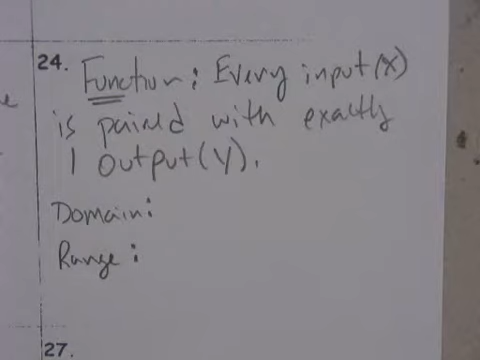 24. Function: Every input(x)
is paired with exactly
1 output(y).
Domain:
Range:
27.